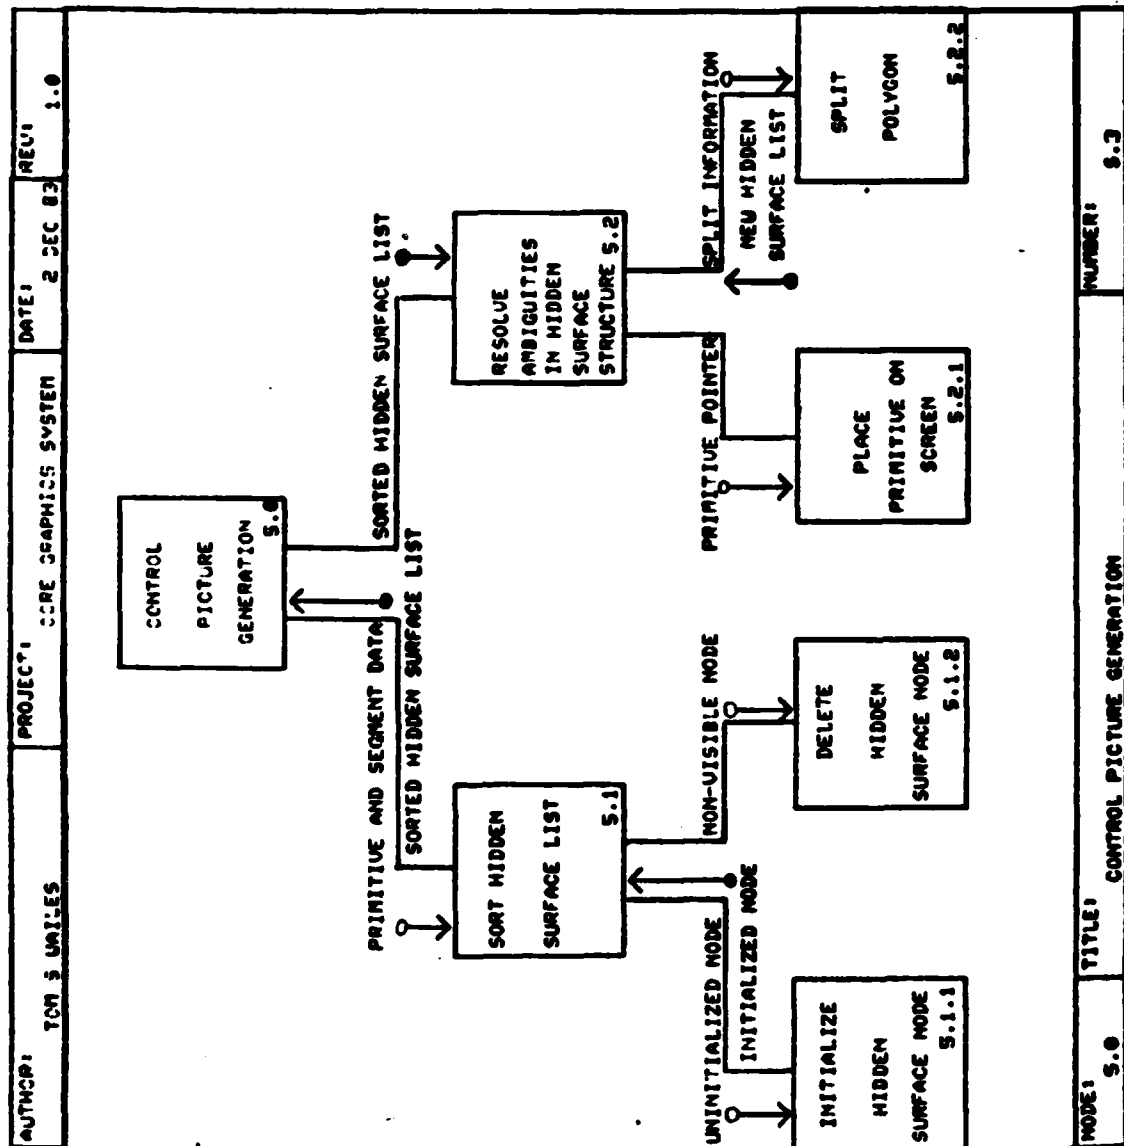 AUTHOR: TOM S WAILES
PROJECT: CORE GRAPHICS SYSTEM
DATE: 2 DEC 83
REV: 1.0
CONTROL
PICTURE
GENERATION
5.0
PRIMITIVE AND SEGMENT DATA
SORTED HIDDEN SURFACE LIST
SORTED HIDDEN SURFACE LIST
SORT HIDDEN
SURFACE LIST
5.1
RESOLVE
AMBIGUITIES
IN HIDDEN
SURFACE
STRUCTURE 5.2
UNINITIALIZED NODE
INITIALIZED NODE
NON-VISIBLE NODE
PRIMITIVE POINTER
SPLIT INFORMATION
NEW HIDDEN
SURFACE LIST
INITIALIZE
HIDDEN
SURFACE NODE
5.1.1
DELETE
HIDDEN
SURFACE NODE
5.1.2
PLACE
PRIMITIVE ON
SCREEN
5.2.1
SPLIT
POLYGON
5.2.2
NODE: 5.0
TITLE: CONTROL PICTURE GENERATION
NUMBER: 5.3